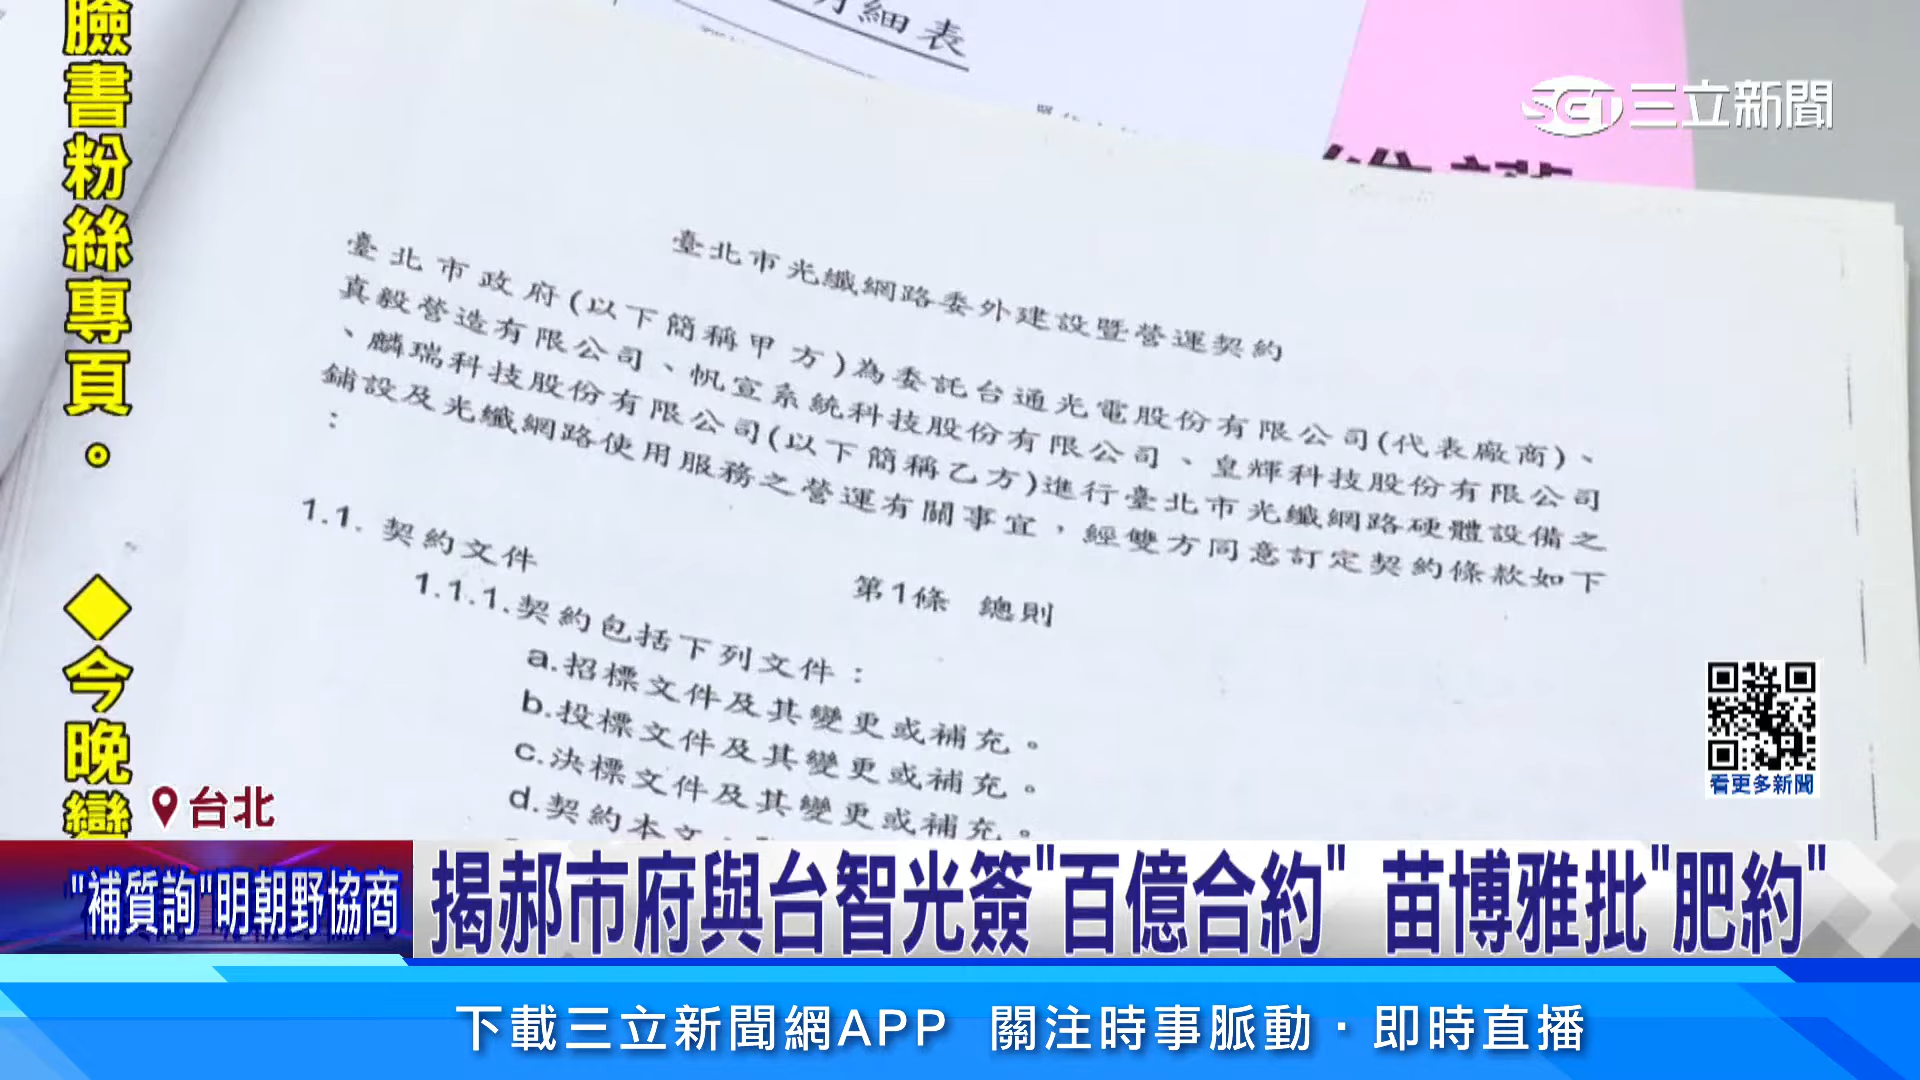 臉書粉絲專頁。 ◆今晚
明細表
SET三立新聞
臺北市光纖網路委外建設暨營運契約
臺北市政府(以下簡稱甲方)為委託台通光電股份有限公司(代表廠商)、
真毅營造有限公司、帆宣系統科技股份有限公司、皇輝科技股份有限公司
、麟瑞科技股份有限公司(以下簡稱乙方)進行臺北市光纖網路硬體設備之
鋪設及光纖網路使用服務之營運有關事宜,經雙方同意訂定契約條款如下
:
第1條 總則
1.1. 契約文件
1.1.1.契約包括下列文件:
a.招標文件及其變更或補充。
b.投標文件及其變更或補充。
c.決標文件及其變更或補充。
d.契約本文
看更多新聞
台北
"補質詢"明朝野協商
揭郝市府與台智光簽"百億合約" 苗博雅批"肥約"
下載三立新聞網APP 關注時事脈動·即時直播